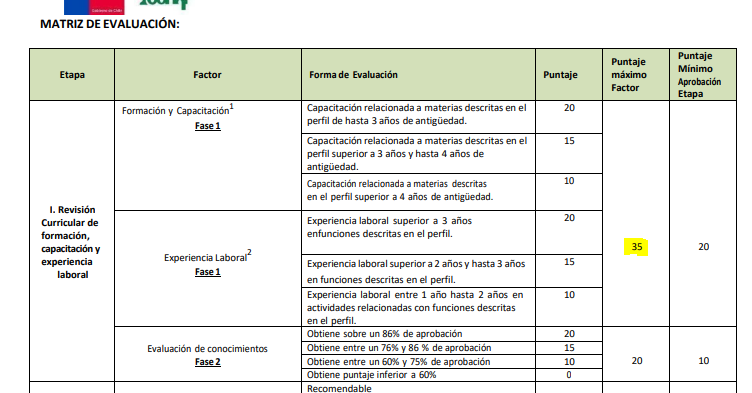 MATRIZ DE EVALUACIÓN:
Etapa
Factor
Forma de Evaluación
Puntaje
Puntaje
máximo
Factor
Puntaje
Mínimo
Aprobación
Etapa
I. Revisión
Curricular de
formación,
capacitación y
experiencia
laboral
Formación y Capacitación1
Fase 1
Capacitación relacionada a materias descritas en el
perfil de hasta 3 años de antigüedad.
20
Capacitación relacionada a materias descritas en el
perfil superior a 3 años y hasta 4 años de
antigüedad.
15
Capacitación relacionada a materias descritas
en el perfil superior a 4 años de antigüedad.
10
Experiencia Laboral2
Fase 1
Experiencia laboral superior a 3 años
enfunciones descritas en el perfil.
20
Experiencia laboral superior a 2 años y hasta 3 años
en funciones descritas en el perfil.
15
Experiencia laboral entre 1 año hasta 2 años en
actividades relacionadas con funciones descritas
en el perfil.
10
35
20
Evaluación de conocimientos
Fase 2
Obtiene sobre un 86% de aprobación
20
Obtiene entre un 76% y 86 % de aprobación
15
Obtiene entre un 60% y 75% de aprobación
10
Obtiene puntaje inferior a 60%
0
20
10
Recomendable